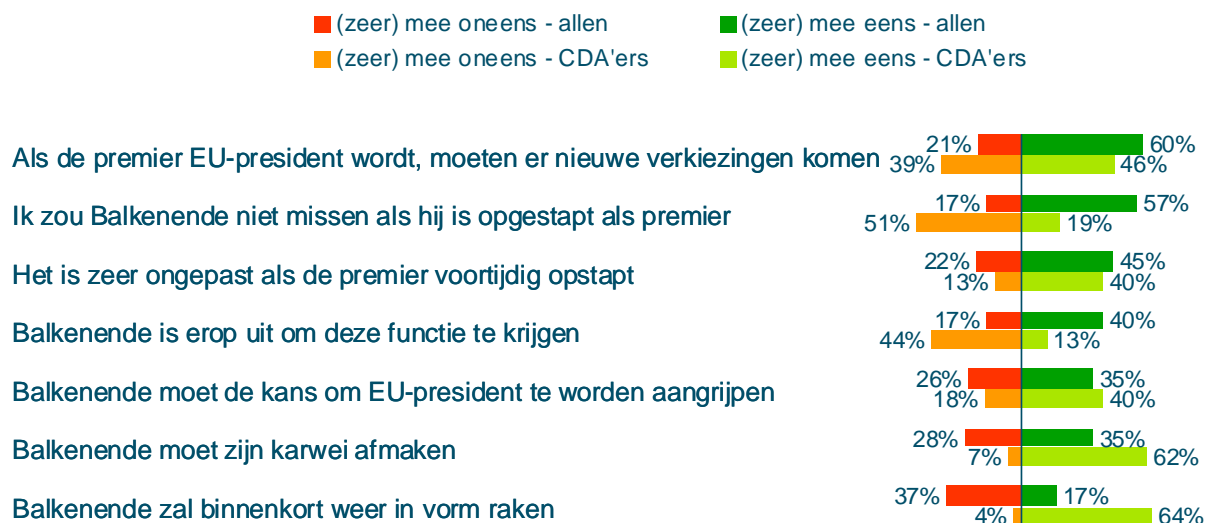 (zeer) mee oneens - allen (zeer) mee eens - allen
(zeer) mee oneens - CDA'ers (zeer) mee eens - CDA'ers
Als de premier EU-president wordt, moeten er nieuwe verkiezingen komen 21% 60%
39% 46%
Ik zou Balkenende niet missen als hij is opgestapt als premier 17% 57%
51% 19%
Het is zeer ongepast als de premier voortijdig opstapt 22% 45%
13% 40%
Balkenende is erop uit om deze functie te krijgen 17% 40%
44% 13%
Balkenende moet de kans om EU-president te worden aangrijpen 26% 35%
18% 40%
Balkenende moet zijn karwei afmaken 28% 35%
7% 62%
Balkenende zal binnenkort weer in vorm raken 37% 17%
4% 64%